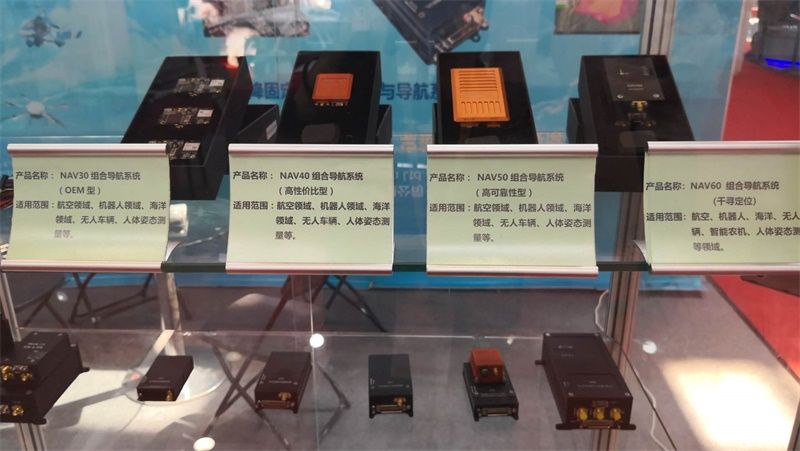 峰固定
与导航系
产品名称： NAV30 组合导航系统
（OEM 型）
适用范围：航空领域、机器人领域、海洋
领域、无人车辆、人体姿态测
量等。
产品名称： NAV40 组合导航系统
（高性价比型）
适用范围：航空领域、机器人领域、海洋
领域、无人车辆、人体姿态测
量等。
产品名称： NAV50 组合导航系统
（高可靠性型）
适用范围：航空领域、机器人领域、海洋
领域、无人车辆、人体姿态测
量等。
产品名称： NAV60 组合导航系统
（千寻定位）
适用范围：航空、机器人、海洋、无人
辆、智能农机、人体姿态测
等领域。